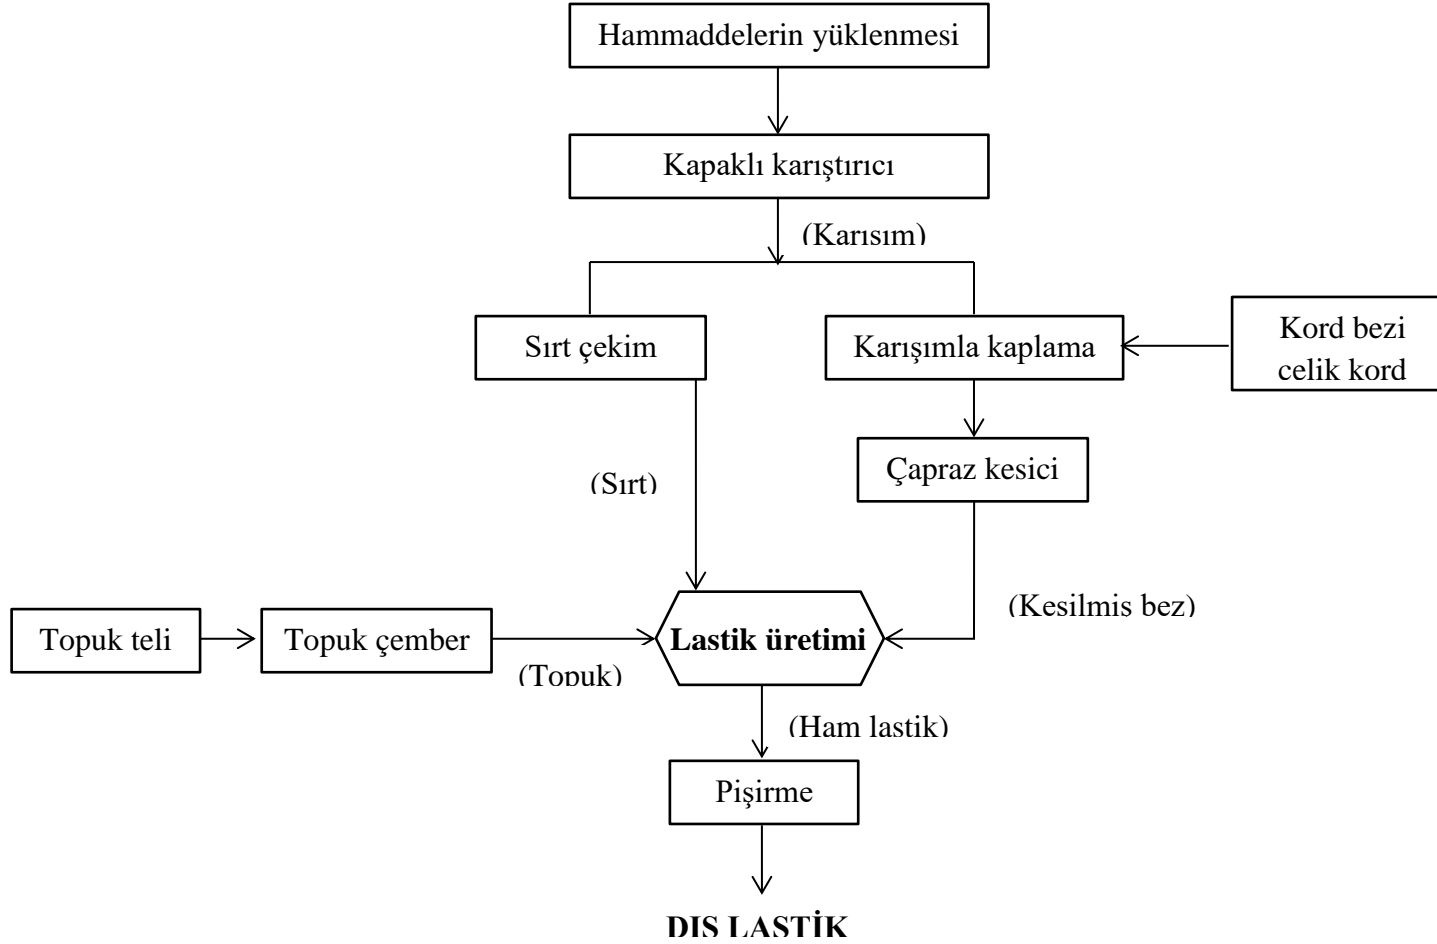 Hammaddelerin yüklenmesi
Kapaklı karıştırıcı
(Karısım)
Sırt çekim
Karışımla kaplama
Kord bezi
celik kord
Çapraz kesici
(Sırt)
(Kesilmis bez)
Topuk teli
Topuk çember
Lastik üretimi
(Topuk)
(Ham lastik)
Pişirme
DIS LASTİK